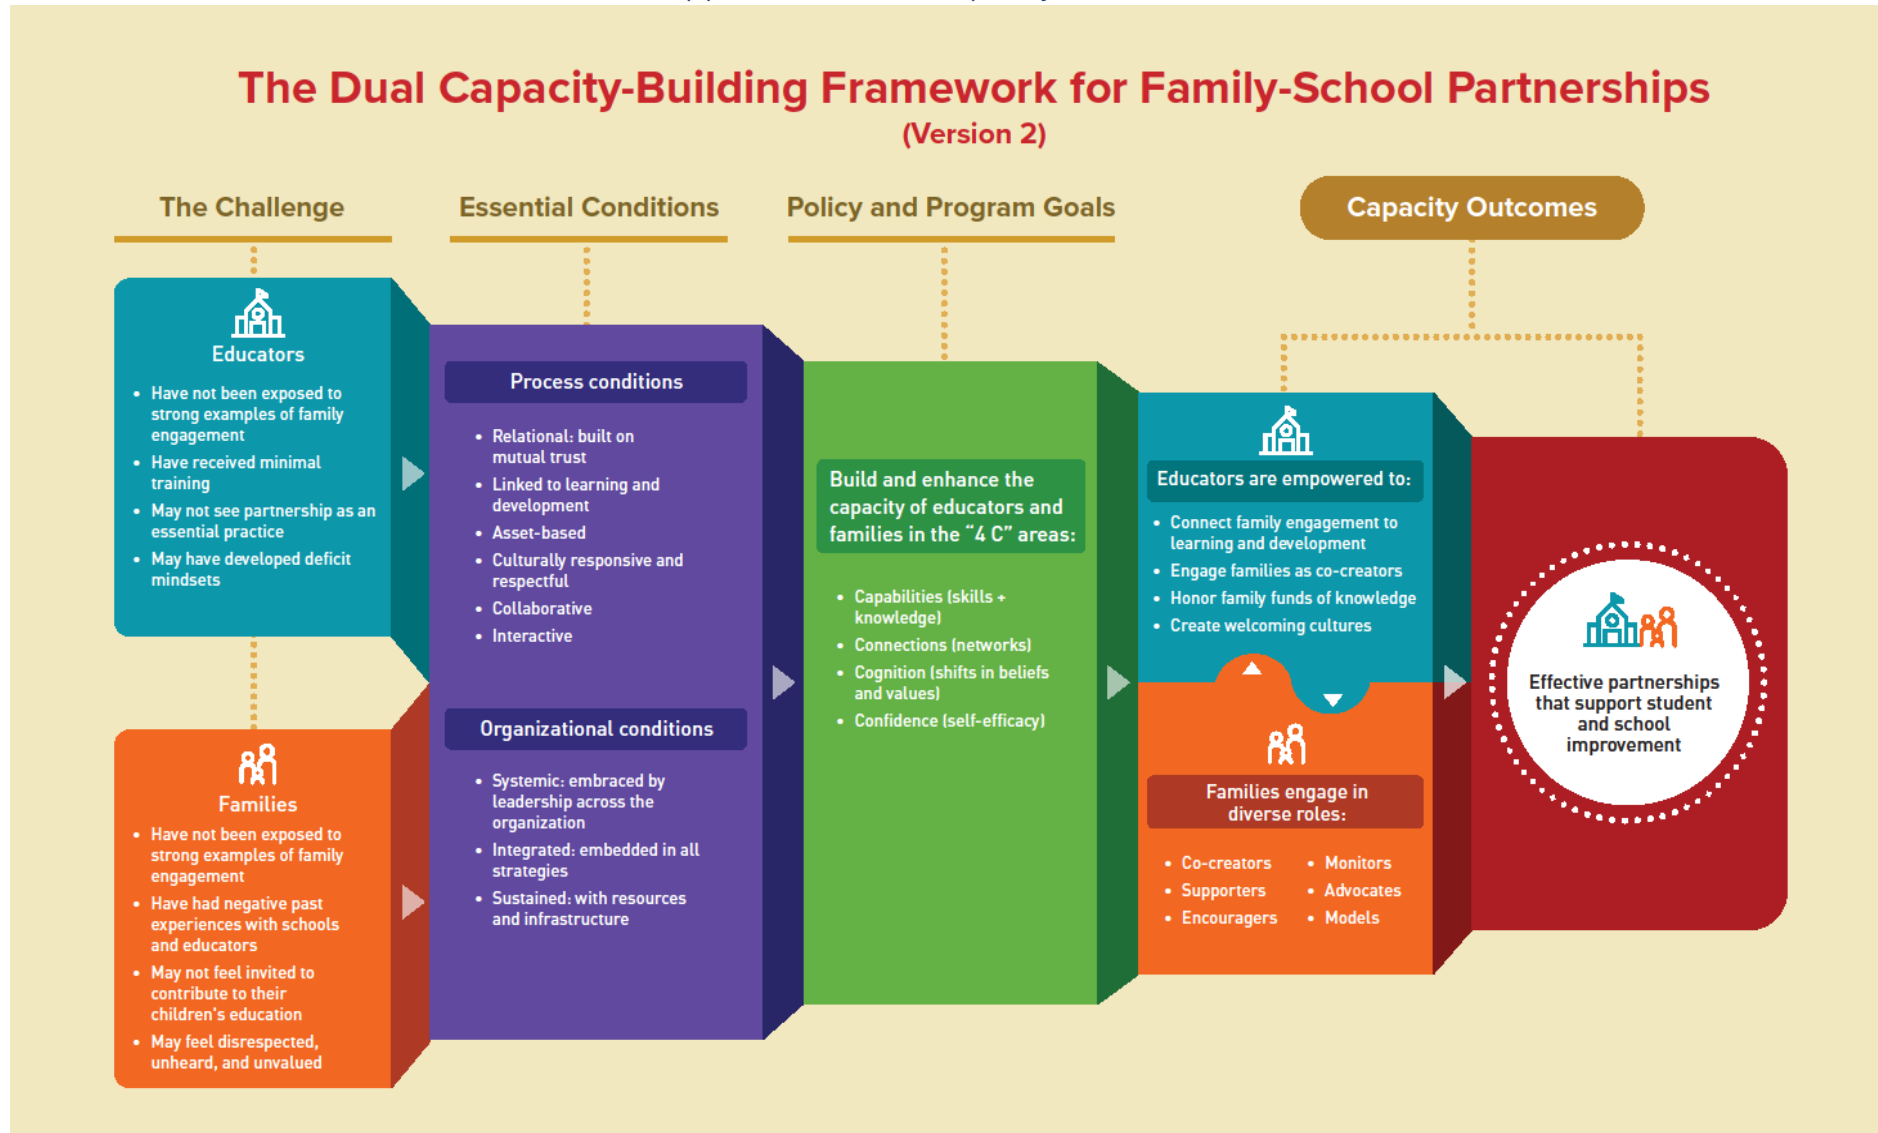 The Dual Capacity-Building Framework for Family-School Partnerships
(Version 2)
The Challenge
Educators
• Have not been exposed to
strong examples of family
engagement
• Have received minimal
training
• May not see partnership as an
essential practice
• May have developed deficit
mindsets
Families
• Have not been exposed to
strong examples of family
engagement
• Have had negative past
experiences with schools
and educators
• May not feel invited to
contribute to their
children's education
• May feel disrespected,
unheard, and unvalued
Essential Conditions
Process conditions
• Relational: built on
mutual trust
• Linked to learning and
development
• Asset-based
• Culturally responsive and
respectful
• Collaborative
• Interactive
Organizational conditions
• Systemic: embraced by
leadership across the
organization
• Integrated: embedded in all
strategies
• Sustained: with resources
and infrastructure
Policy and Program Goals
Build and enhance the
capacity of educators and
families in the “4 C” areas:
• Capabilities (skills +
knowledge)
• Connections (networks)
• Cognition (shifts in beliefs
and values)
• Confidence (self-efficacy)
Capacity Outcomes
Educators are empowered to:
• Connect family engagement to
learning and development
• Engage families as co-creators
• Honor family funds of knowledge
• Create welcoming cultures
Families engage in
diverse roles:
• Co-creators
• Supporters
• Encouragers
• Monitors
• Advocates
• Models
Effective partnerships
that support student
and school
improvement